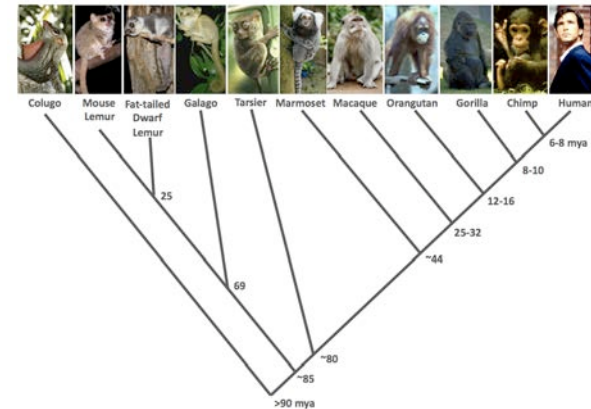 Colugo
Mouse
Lemur
Fat-tailed
Dwarf
Lemur
Galago
Tarsier
Marmoset
Macaque
Orangutan
Gorilla
Chimp
Human
6-8 mya
8-10
12-16
25
25-32
~44
69
~80
~85
>90 mya